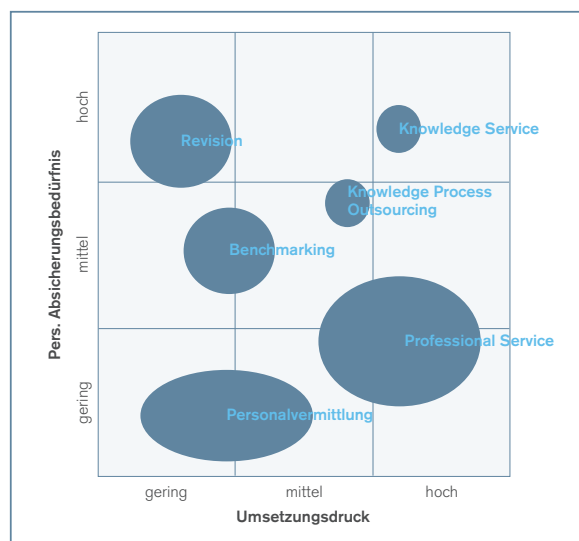 Pers. Absicherungsbedürfnis
hoch
mittel
gering
Revision
Knowledge Service
Knowledge Process
Outsourcing
Benchmarking
Professional Service
Personalvermittlung
gering
mittel
hoch
Umsetzungsdruck